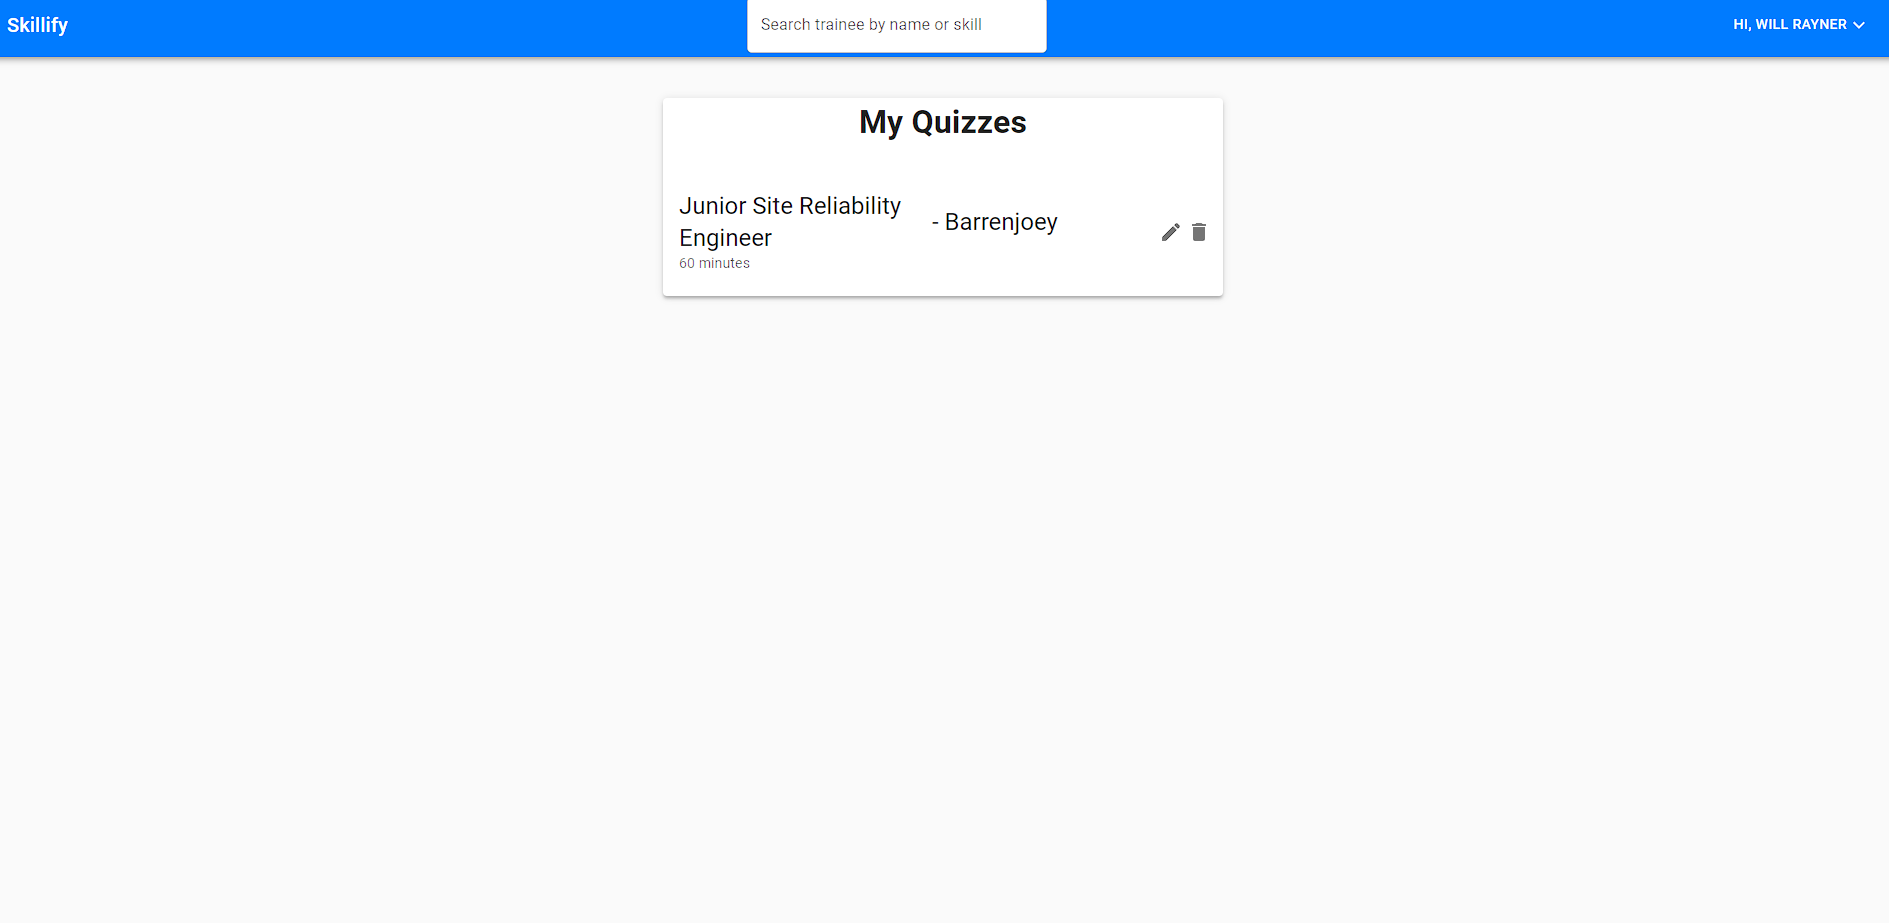 Skillify
Search trainee by name or skill
HI, WILL RAYNER
My Quizzes
Junior Site Reliability
Engineer
- Barrenjoey
60 minutes